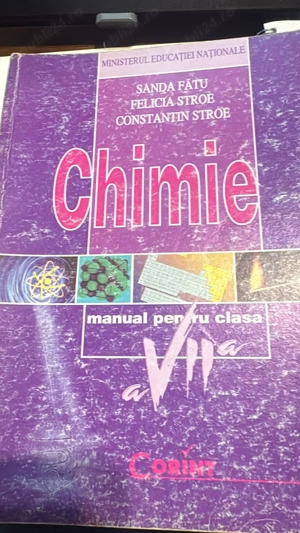 MINISTERUL EDUCAȚIEI NAȚIONALE
SANDA FĂTU
FELICIA STROE
CONSTANTIN STROE
Chimie
manual pentru clasa
a VII a
CORINT